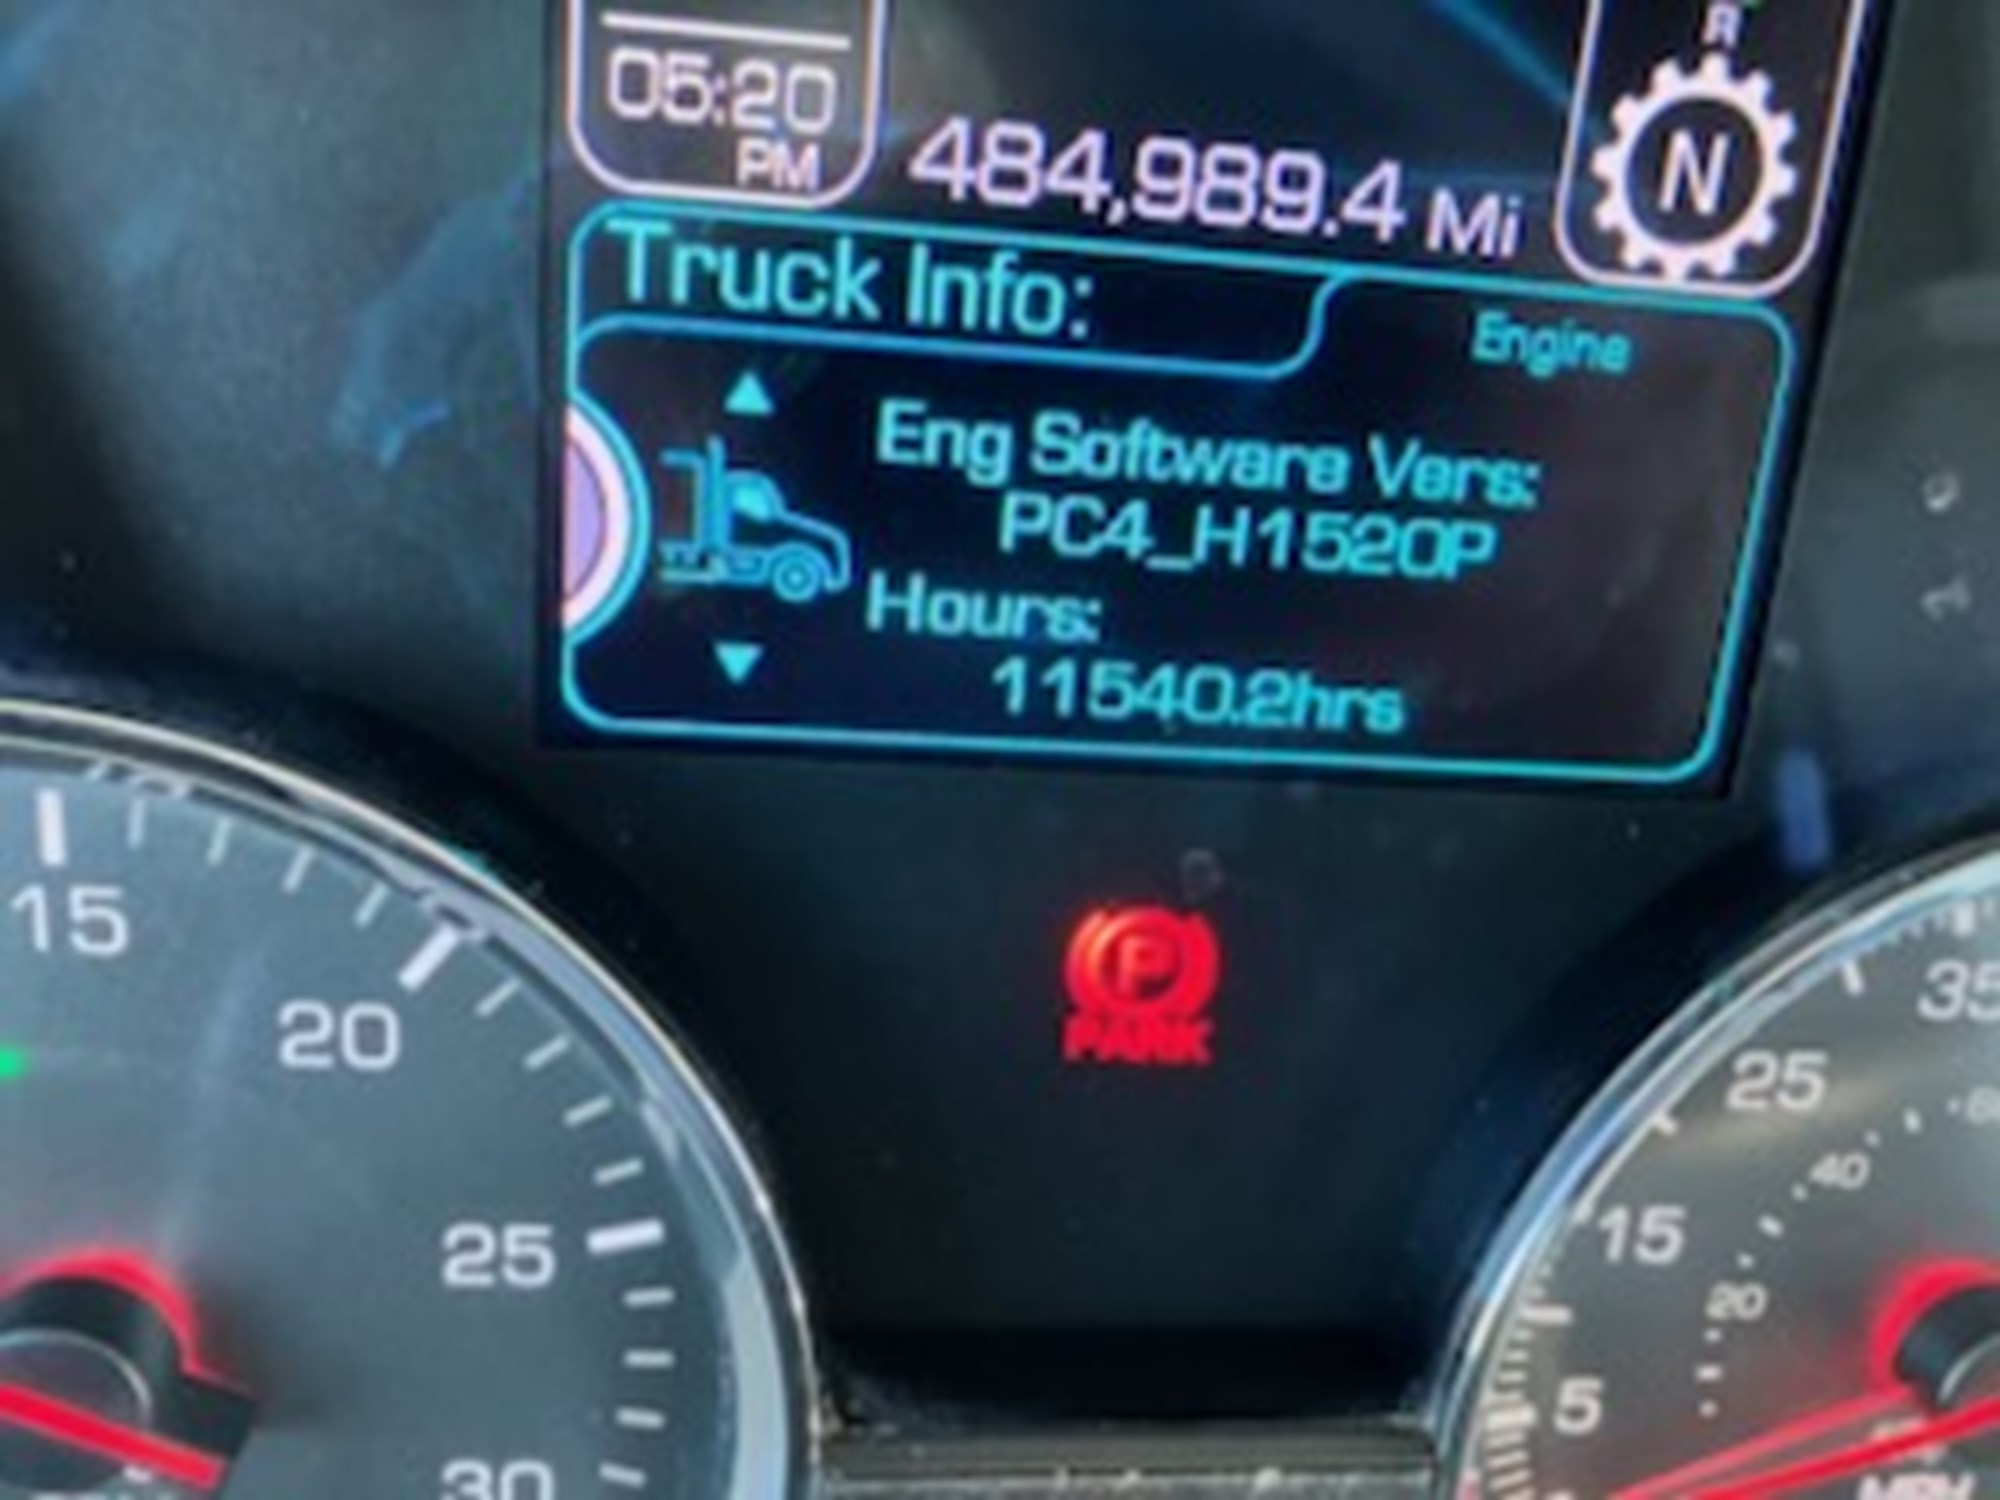 R
05:20
PM
484,989.4 Mi
N
Truck Info:
Engine
Eng Software Vers:
PC4_H1520P
Hours:
11540.2hrs
P
PARK
15
20
25
30
35
25
15
5
40
20
MPH